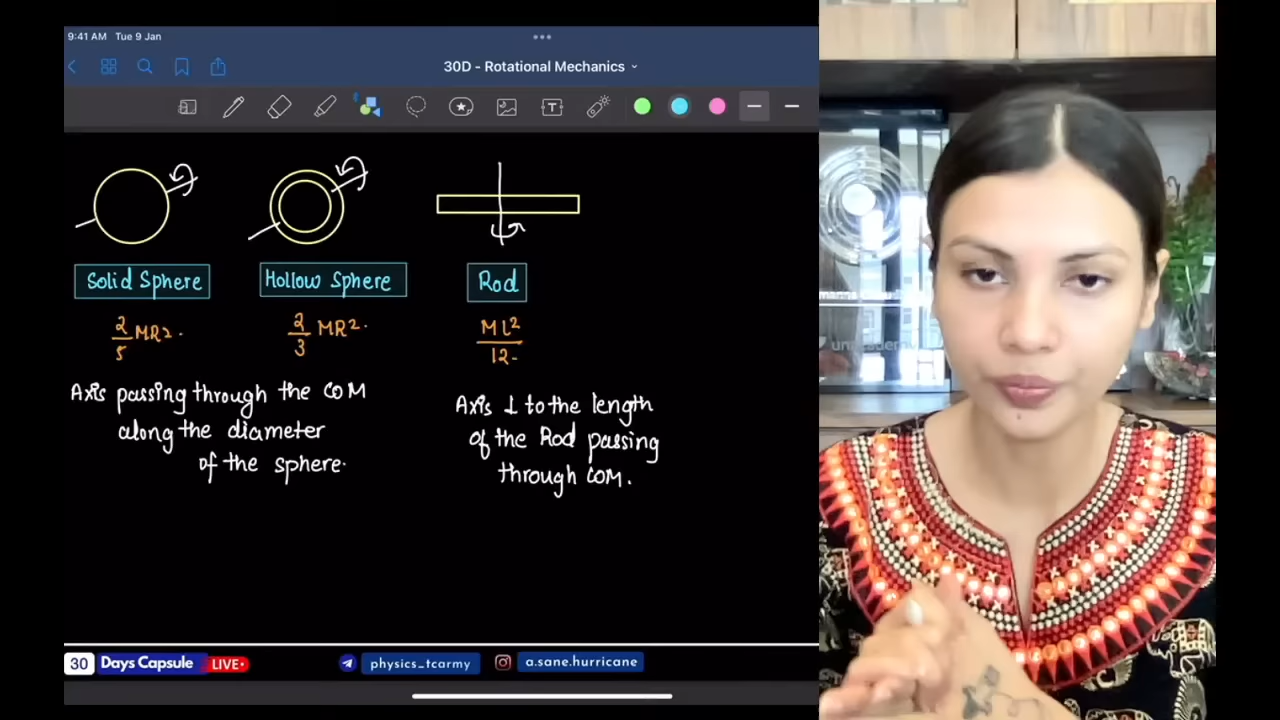 9:41 AM Tue 9 Jan
30D - Rotational Mechanics
Solid Sphere
Hollow Sphere
Rod
2/5 MR2.
2/3 MR2.
ML2/12
Axis passing through the COM
along the diameter
of the sphere.
Axis ⊥ to the length
of the Rod passing
through COM.
30 Days Capsule LIVE
physics_tcarmy
a.sane.hurricane